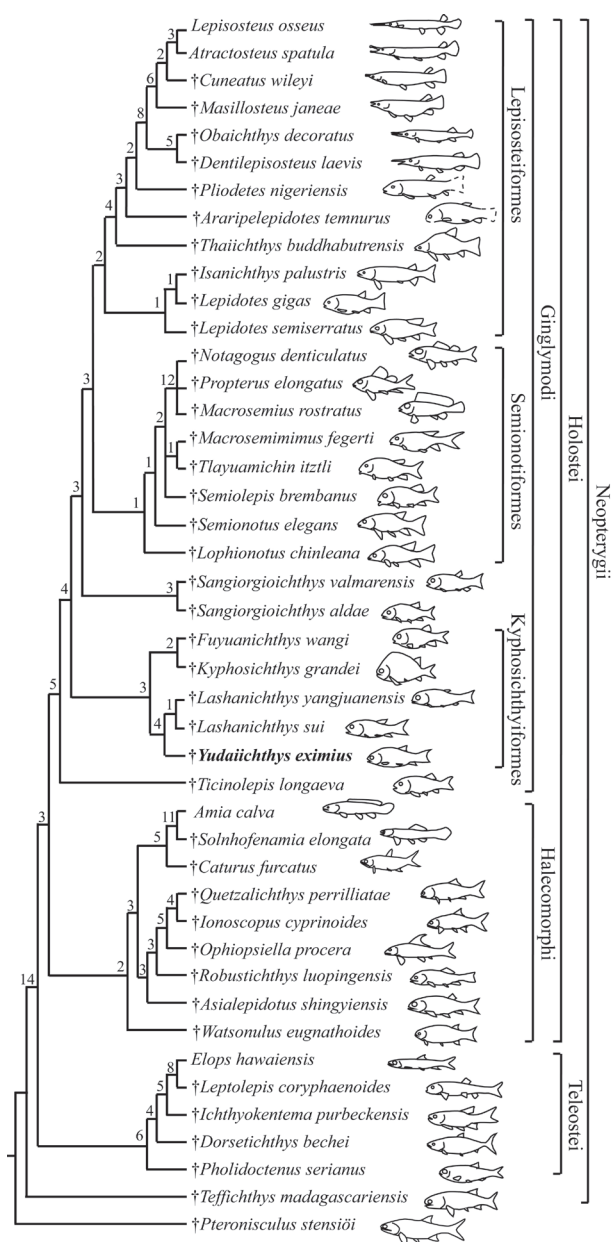 Lepisosteus osseus
Atractosteus spatula
†Cuneatus wileyi
†Masillosteus janeae
†Obaichthys decoratus
†Dentilepisosteus laevis
†Pliodetes nigeriensis
†Araripelepidotes temnurus
†Thaiichthys buddhabutrensis
†Isanichthys palustris
†Lepidotes gigas
†Lepidotes semiserratus
†Notagogus denticulatus
†Propterus elongatus
†Macrosemius rostratus
†Macrosemimimus fegerti
†Tlayuamichin itztli
†Semiolepis brembanus
†Semionotus elegans
†Lophionotus chinleana
†Sangiorgioichthys valmarensis
†Sangiorgioichthys aldae
†Fuyuanichthys wangi
†Kyphosichthys grandei
†Lashanichthys yangjuanensis
†Lashanichthys sui
†Yudaiichthys eximius
†Ticinolepis longaeva
Amia calva
†Solnhofenamia elongata
†Caturus furcatus
†Quetzalichthys perrilliatae
†Ionoscopus cyprinoides
†Ophiopsiella procera
†Robustichthys luopingensis
†Asialepidotus shingyiensis
†Watsonulus eugnathoides
Elops hawaiensis
†Leptolepis coryphaenoides
†Ichthyokentema purbeckensis
†Dorsetichthys bechei
†Pholidoctenus serianus
†Teffichthys madagascariensis
†Pteronisculus stensiöi
3
2
6
8
5
2
3
4
2
1
1
3
12
2
1
1
1
3
3
4
2
3
1
4
5
3
11
5
3
4
5
3
3
2
14
8
5
4
6
Lepisosteiformes
Semionotiformes
Kyphosichthyiformes
Ginglymodi
Halecomorphi
Holostei
Teleostei
Neopterygii